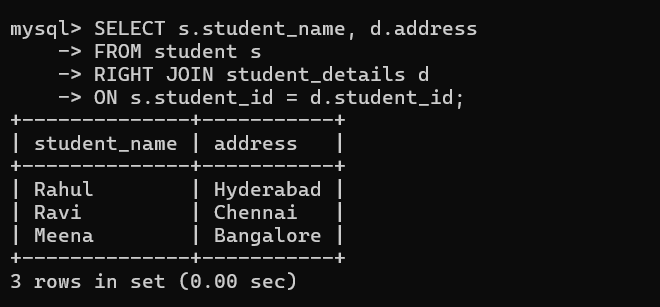 mysql> SELECT s.student_name, d.address
    -> FROM student s
    -> RIGHT JOIN student_details d
    -> ON s.student_id = d.student_id;
+--------------+-----------+
| student_name | address   |
+--------------+-----------+
| Rahul        | Hyderabad |
| Ravi         | Chennai   |
| Meena        | Bangalore |
+--------------+-----------+
3 rows in set (0.00 sec)